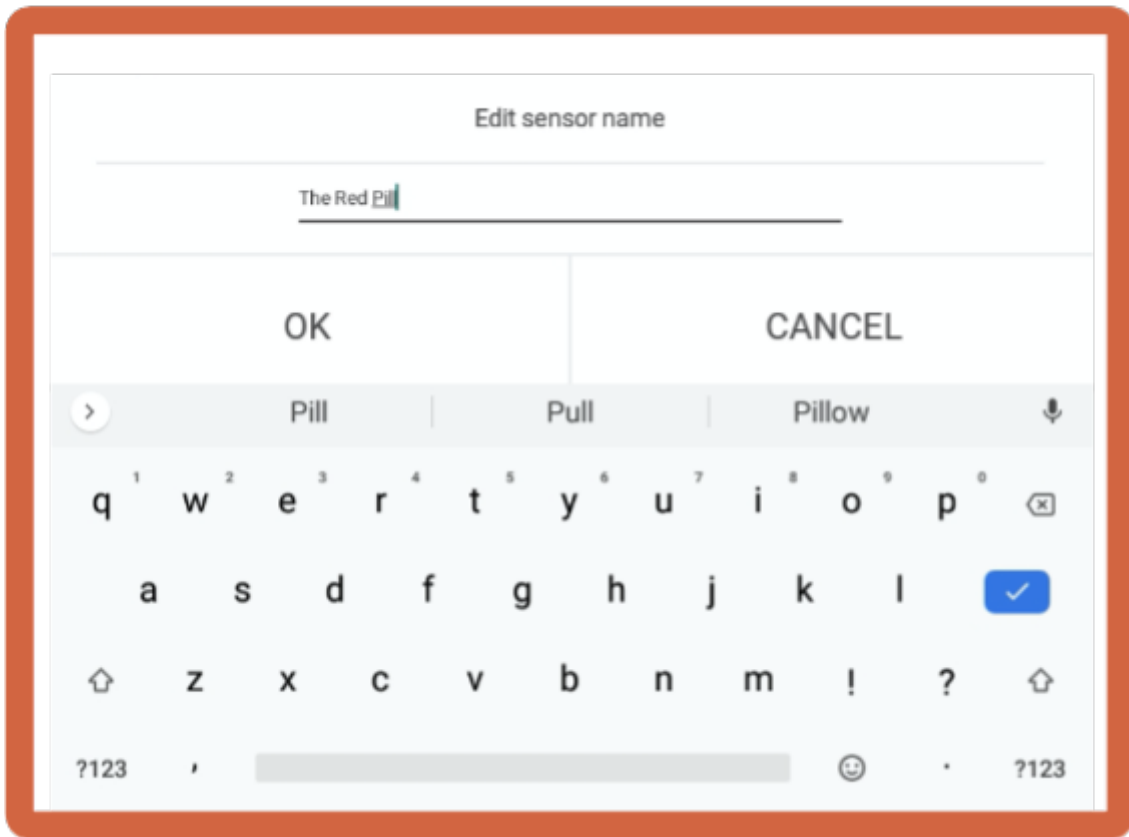 Edit sensor name
The Red Pill
OK CANCEL
Pill Pull Pillow
1 2 3 4 5 6 7 8 9 0
q w e r t y u i o p
a s d f g h j k l
z x c v b n m ! ?
?123 , . ?123